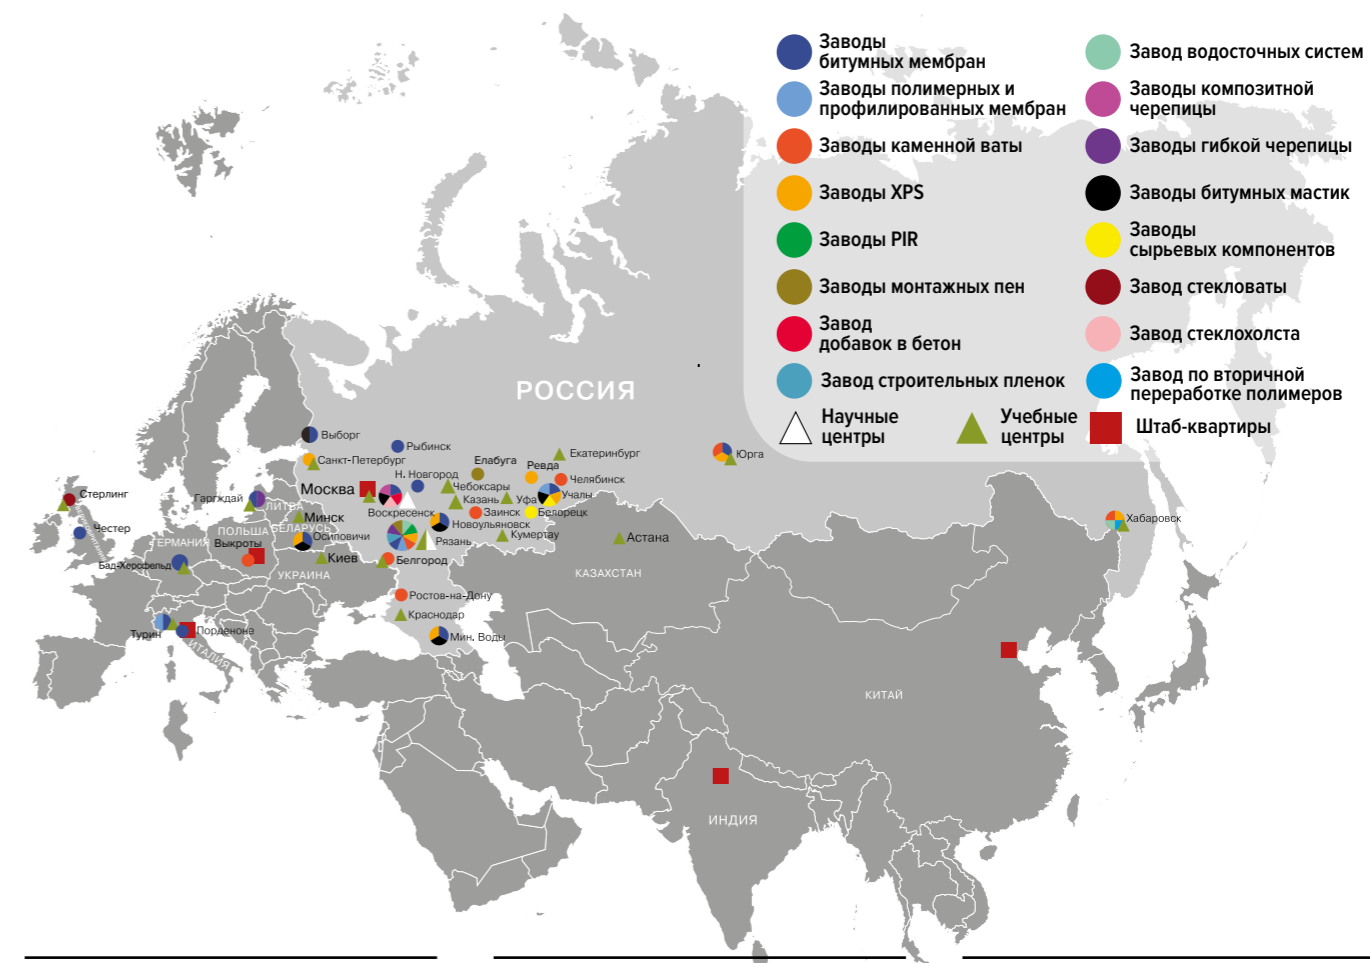 Заводы
битумных мембран
Заводы полимерных и
профилированных мембран
Заводы каменной ваты
Заводы XPS
Заводы PIR
Заводы монтажных пен
Завод
добавок в бетон
Завод строительных пленок
Научные
центры
Завод водосточных систем
Заводы композитной
черепицы
Заводы гибкой черепицы
Заводы битумных мастик
Заводы
сырьевых компонентов
Завод стекловаты
Завод стеклохолста
Завод по вторичной
переработке полимеров
Учебные
центры
Штаб-квартиры
РОССИЯ
Выборг
Рыбинск
Санкт-Петербург
Екатеринбург
Юрга
Елабуга
Ревда
Н. Новгород
Челябинск
Москва
Чебоксары
Стерлинг
Гаргждай
Казань
Уфа
Учалы
ЛИТВА
Воскресенск
Заинск
Белорецк
Минск
Хабаровск
Честер
ПОЛЬША
БЕЛАРУСЬ
Новоульяновск
Осиповичи
Кумертау
Астана
ГЕРМАНИЯ
Выкроты
Рязань
Киев
Белгород
Бад-Херсфельд
УКРАИНА
КАЗАХСТАН
Ростов-на-Дону
Краснодар
Турин
Порденоне
Мин. Воды
ИТАЛИЯ
КИТАЙ
ИНДИЯ